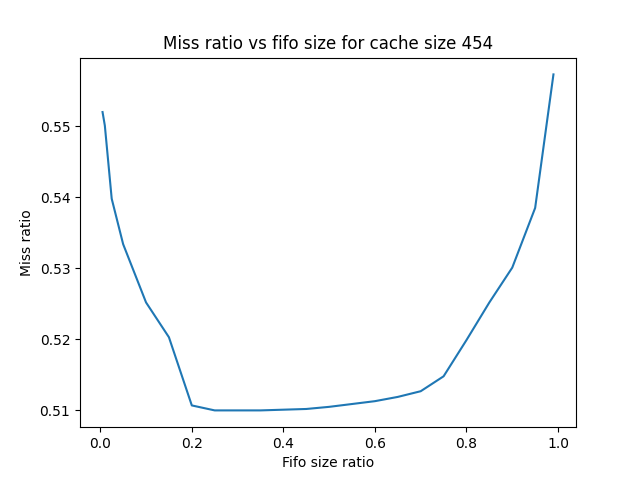 Miss ratio vs fifo size for cache size 454
Miss ratio
0.55
0.54
0.53
0.52
0.51
0.0 0.2 0.4 0.6 0.8 1.0
Fifo size ratio